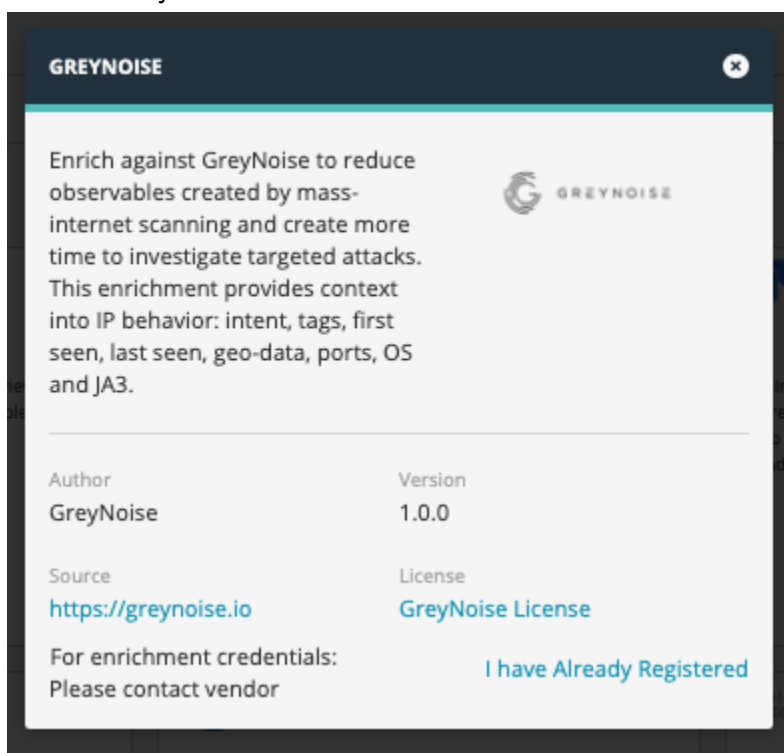 GREYNOISE
Enrich against GreyNoise to reduce
observables created by mass-
internet scanning and create more
time to investigate targeted attacks.
This enrichment provides context
into IP behavior: intent, tags, first
seen, last seen, geo-data, ports, OS
and JA3.
GREYNOISE
Author
Version
GreyNoise
1.0.0
Source
License
https://greynoise.io
GreyNoise License
For enrichment credentials:
Please contact vendor
I have Already Registered